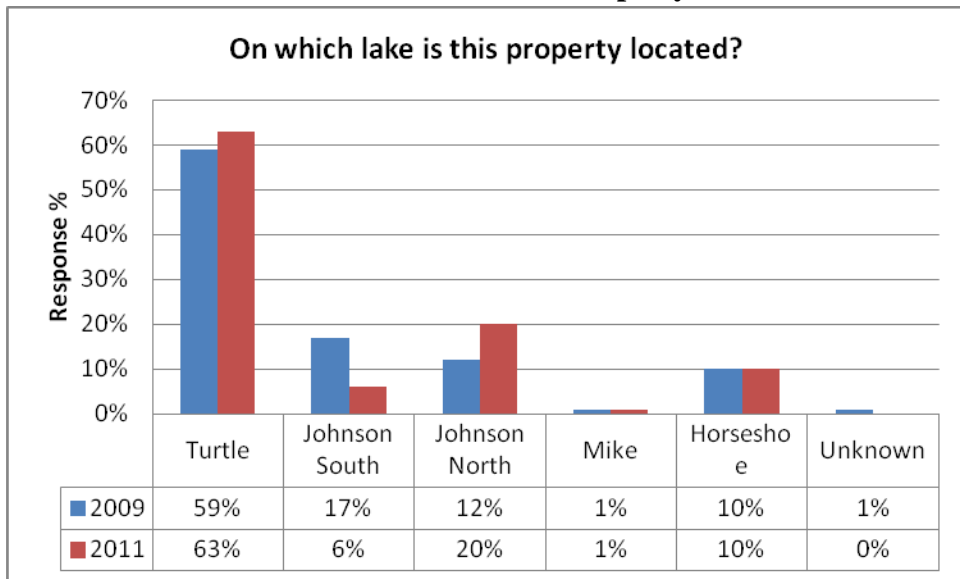 On which lake is this property located?
70%
60%
50%
40%
30%
20%
10%
0%
Response %
Turtle Johnson South Johnson North Mike Horsesho e Unknown
2009 59% 17% 12% 1% 10% 1%
2011 63% 6% 20% 1% 10% 0%